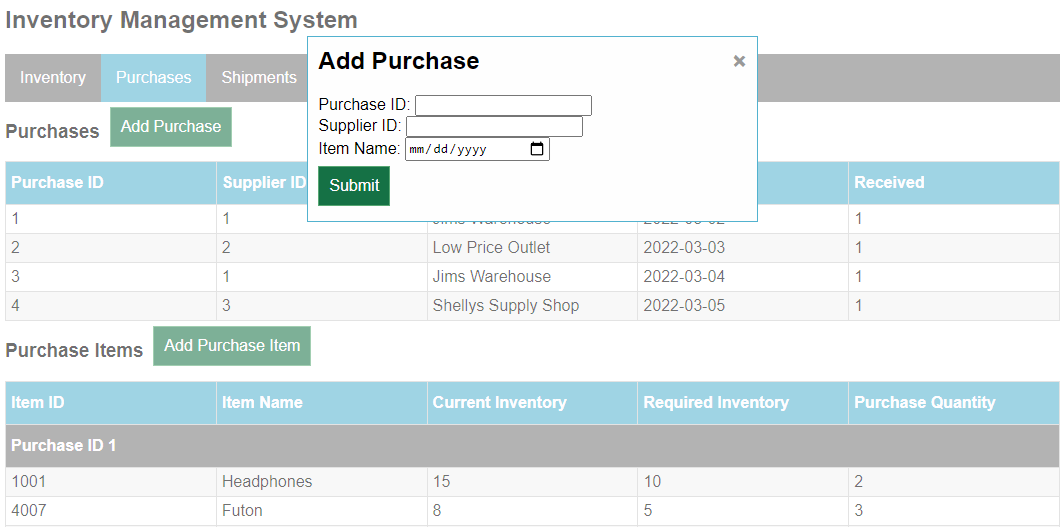 Inventory Management System
Add Purchase ×
Inventory Purchases Shipments
Purchase ID:
Supplier ID:
Item Name: mm/dd/yyyy
Submit
Purchases Add Purchase
Purchase ID Supplier ID Received
1 1 1
2 2 Low Price Outlet 2022-03-03 1
3 1 Jims Warehouse 2022-03-04 1
4 3 Shellys Supply Shop 2022-03-05 1
Purchase Items Add Purchase Item
Item ID Item Name Current Inventory Required Inventory Purchase Quantity
Purchase ID 1
1001 Headphones 15 10 2
4007 Futon 8 5 3